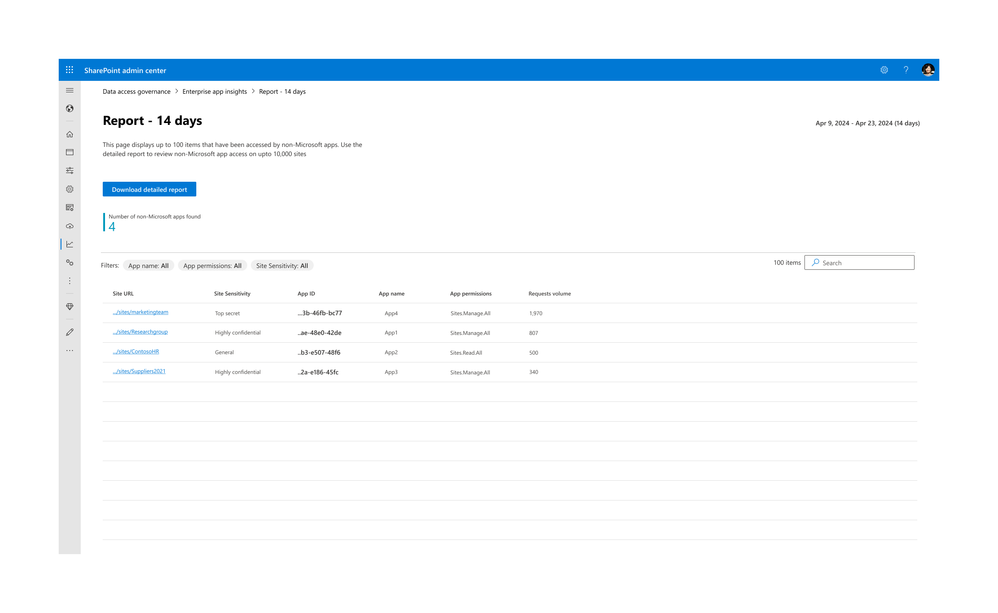 SharePoint admin center
?
Data access governance > Enterprise app insights > Report - 14 days
Report - 14 days
Apr 9, 2024 - Apr 23, 2024 (14 days)
This page displays up to 100 items that have been accessed by non-Microsoft apps. Use the
detailed report to review non-Microsoft app access on upto 10,000 sites
Download detailed report
Number of non-Microsoft apps found
4
Filters: App name: All App permissions: All Site Sensitivity: All 100 items Search
Site URL Site Sensitivity App ID App name App permissions Requests volume
.../sites/marketingteam Top secret ...3b-46fb-bc77 App4 Sites.Manage.All 1,970
.../sites/Researchgroup Highly confidential ...ae-48e0-42de App1 Sites.Manage.All 807
.../sites/ContosoHR General ...b3-e507-48f6 App2 Sites.Read.All 500
.../sites/Suppliers2021 Highly confidential ...2a-e186-45fc App3 Sites.Manage.All 340